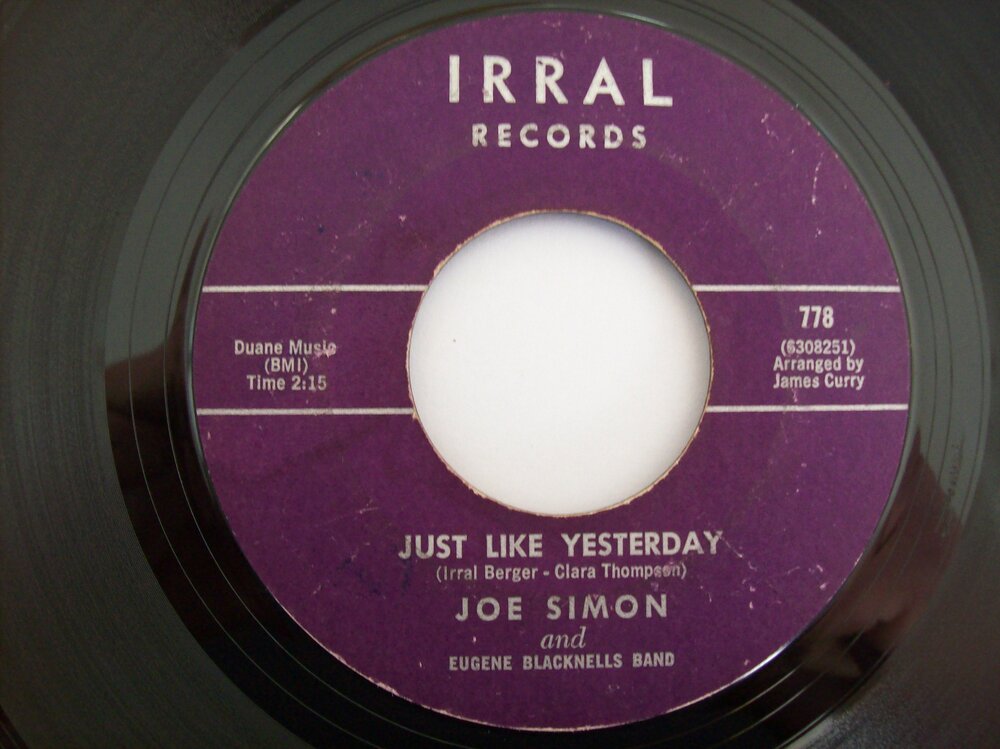 IRRAL
RECORDS
Duane Music
(BMI)
Time 2:15
778
(6308251)
Arranged by
James Curry
JUST LIKE YESTERDAY
(Irral Berger - Clara Thompson)
JOE SIMON
and
EUGENE BLACKNELLS BAND